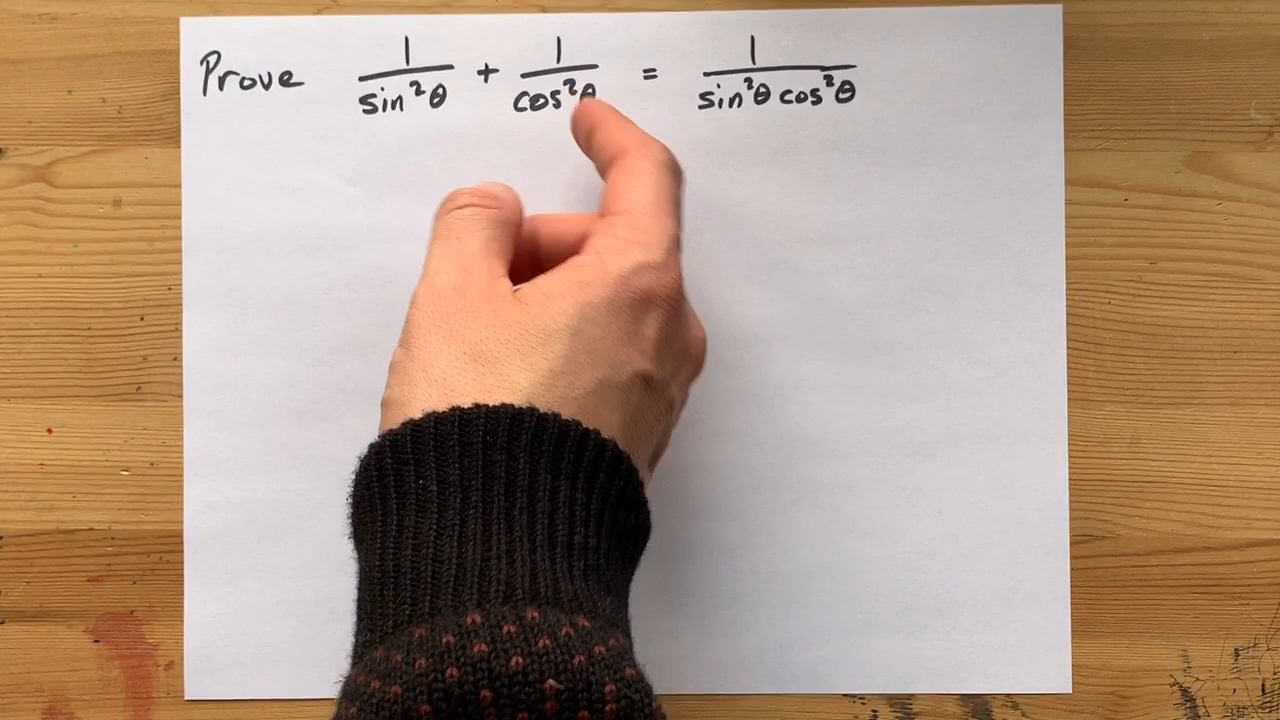 Prove 1/sin²θ + 1/cos²θ = 1/sin²θ cos²θ